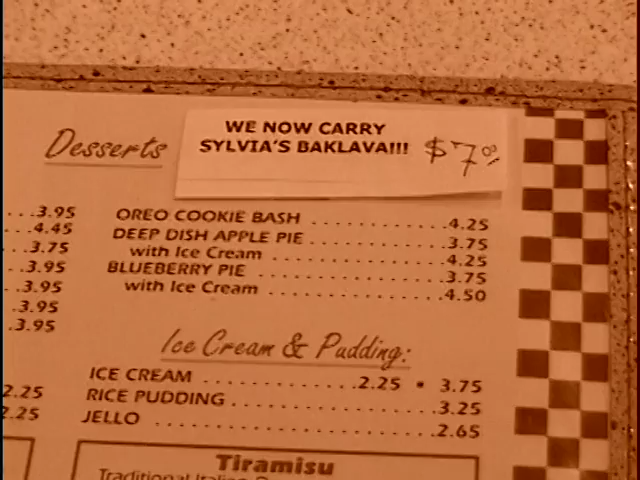 WE NOW CARRY
SYLVIA'S BAKLAVA!!! $7.00
Desserts
...3.95
...4.45
...3.75
...3.95
...3.95
...3.95
...3.95
OREO COOKIE BASH ..............4.25
DEEP DISH APPLE PIE ..............3.75
with Ice Cream ..................4.25
BLUEBERRY PIE ....................3.75
with Ice Cream ..................4.50
Ice Cream & Pudding:
ICE CREAM ................2.25 • 3.75
RICE PUDDING ....................3.25
JELLO ...........................2.65
2.25
2.25
Tiramisu
Traditional Italian